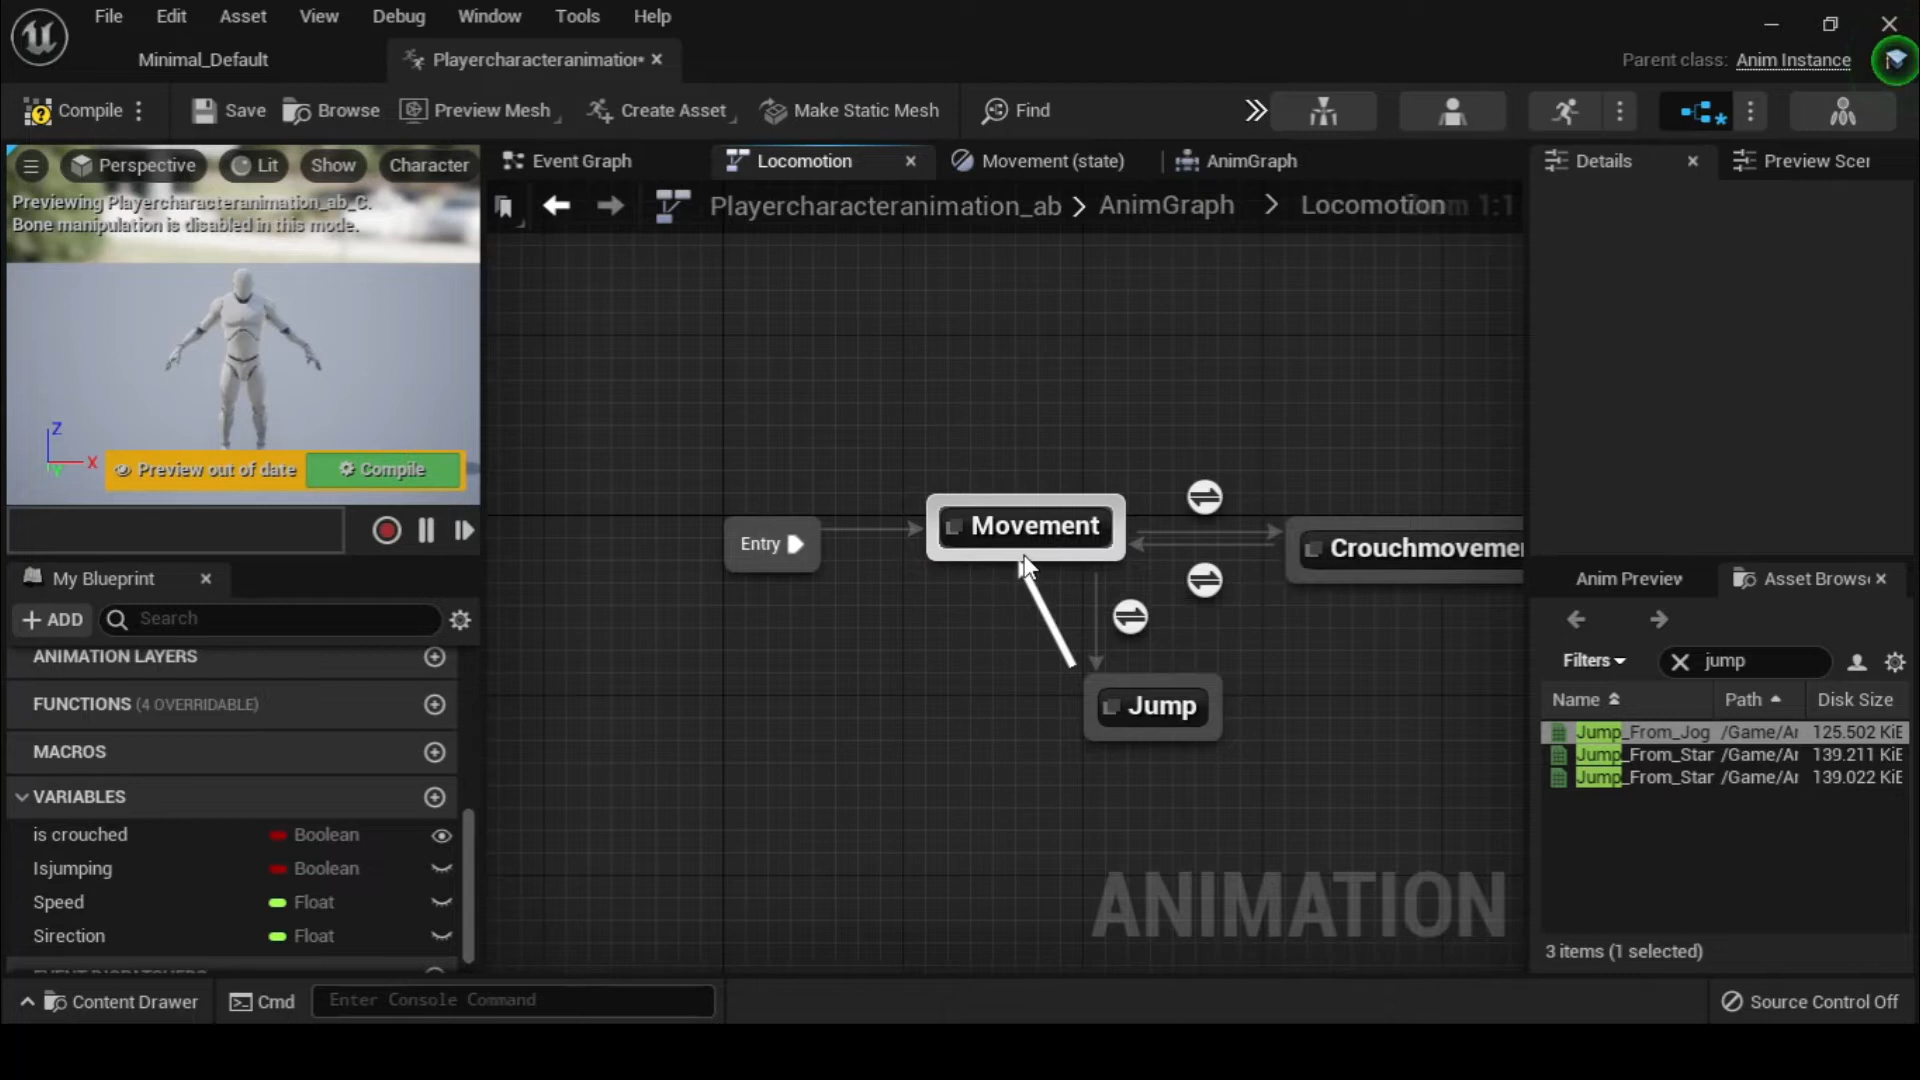 File Edit Asset View Debug Window Tools Help
Minimal_Default
Playercharacteranimation•
Parent class: Anim Instance
Compile
Save
Browse
Preview Mesh
Create Asset
Make Static Mesh
Find
Perspective
Lit
Show
Character
Event Graph
Locomotion
Movement (state)
AnimGraph
Details
Preview Scer
Previewing Playercharacteranimation_ab_C.
Bone manipulation is disabled in this mode.
Playercharacteranimation_ab > AnimGraph > Locomotion
Z
X
Preview out of date
Compile
Entry
Movement
Crouchmovemen
Jump
ANIMATION
My Blueprint
ADD
Search
ANIMATION LAYERS
FUNCTIONS (4 OVERRIDABLE)
MACROS
VARIABLES
is crouched Boolean
Isjumping Boolean
Speed Float
Sirection Float
Anim Preview
Asset Brows
Filters
jump
Name Path Disk Size
Jump_From_Jog /Game/Ar 125.502 KiE
Jump_From_Star /Game/Ar 139.211 KiE
Jump_From_Star /Game/Ar 139.022 KiE
3 items (1 selected)
Content Drawer
Cmd
Enter Console Command
Source Control Off